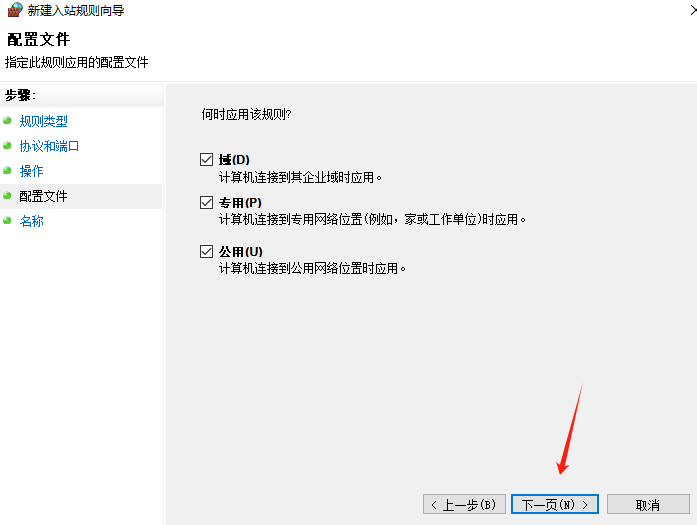 新建入站规则向导
配置文件
指定此规则应用的配置文件
步骤:
规则类型
协议和端口
操作
配置文件
名称
何时应用该规则?
域(D)
计算机连接到其企业域时应用。
专用(P)
计算机连接到专用网络位置(例如，家或工作单位)时应用。
公用(U)
计算机连接到公用网络位置时应用。
< 上一步(B)
下一页(N) >
取消